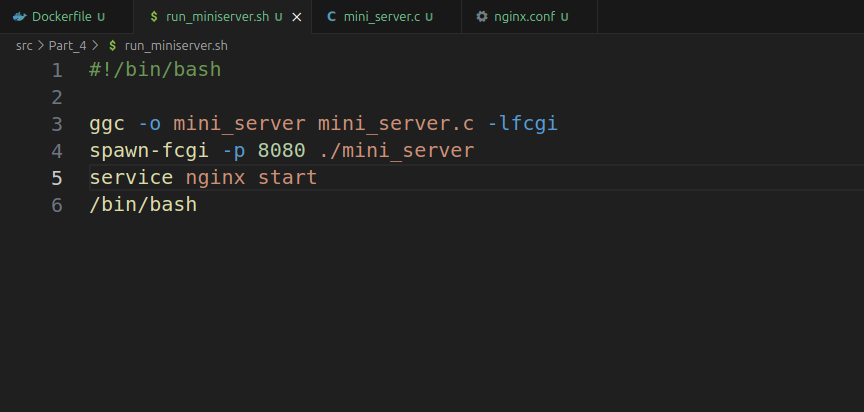 Dockerfile U
$ run_miniserver.sh U ×
C mini_server.c U
nginx.conf U
src > Part_4 > $ run_miniserver.sh
1 #!/bin/bash
2
3 ggc -o mini_server mini_server.c -lfcgi
4 spawn-fcgi -p 8080 ./mini_server
5 service nginx start
6 /bin/bash